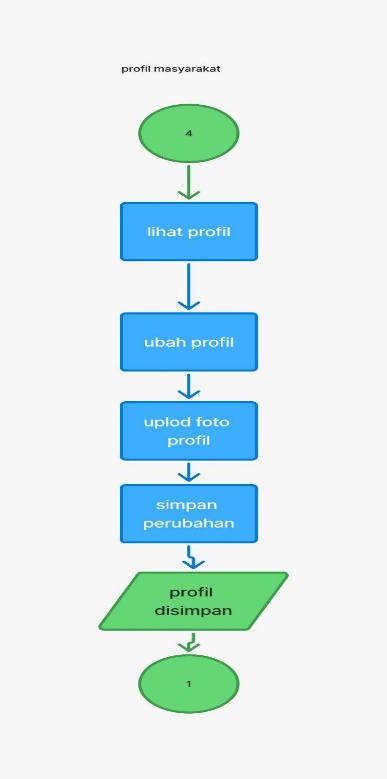 profil masyarakat
4
lihat profil
ubah profil
uplod foto
profil
simpan
perubahan
profil
disimpan
1